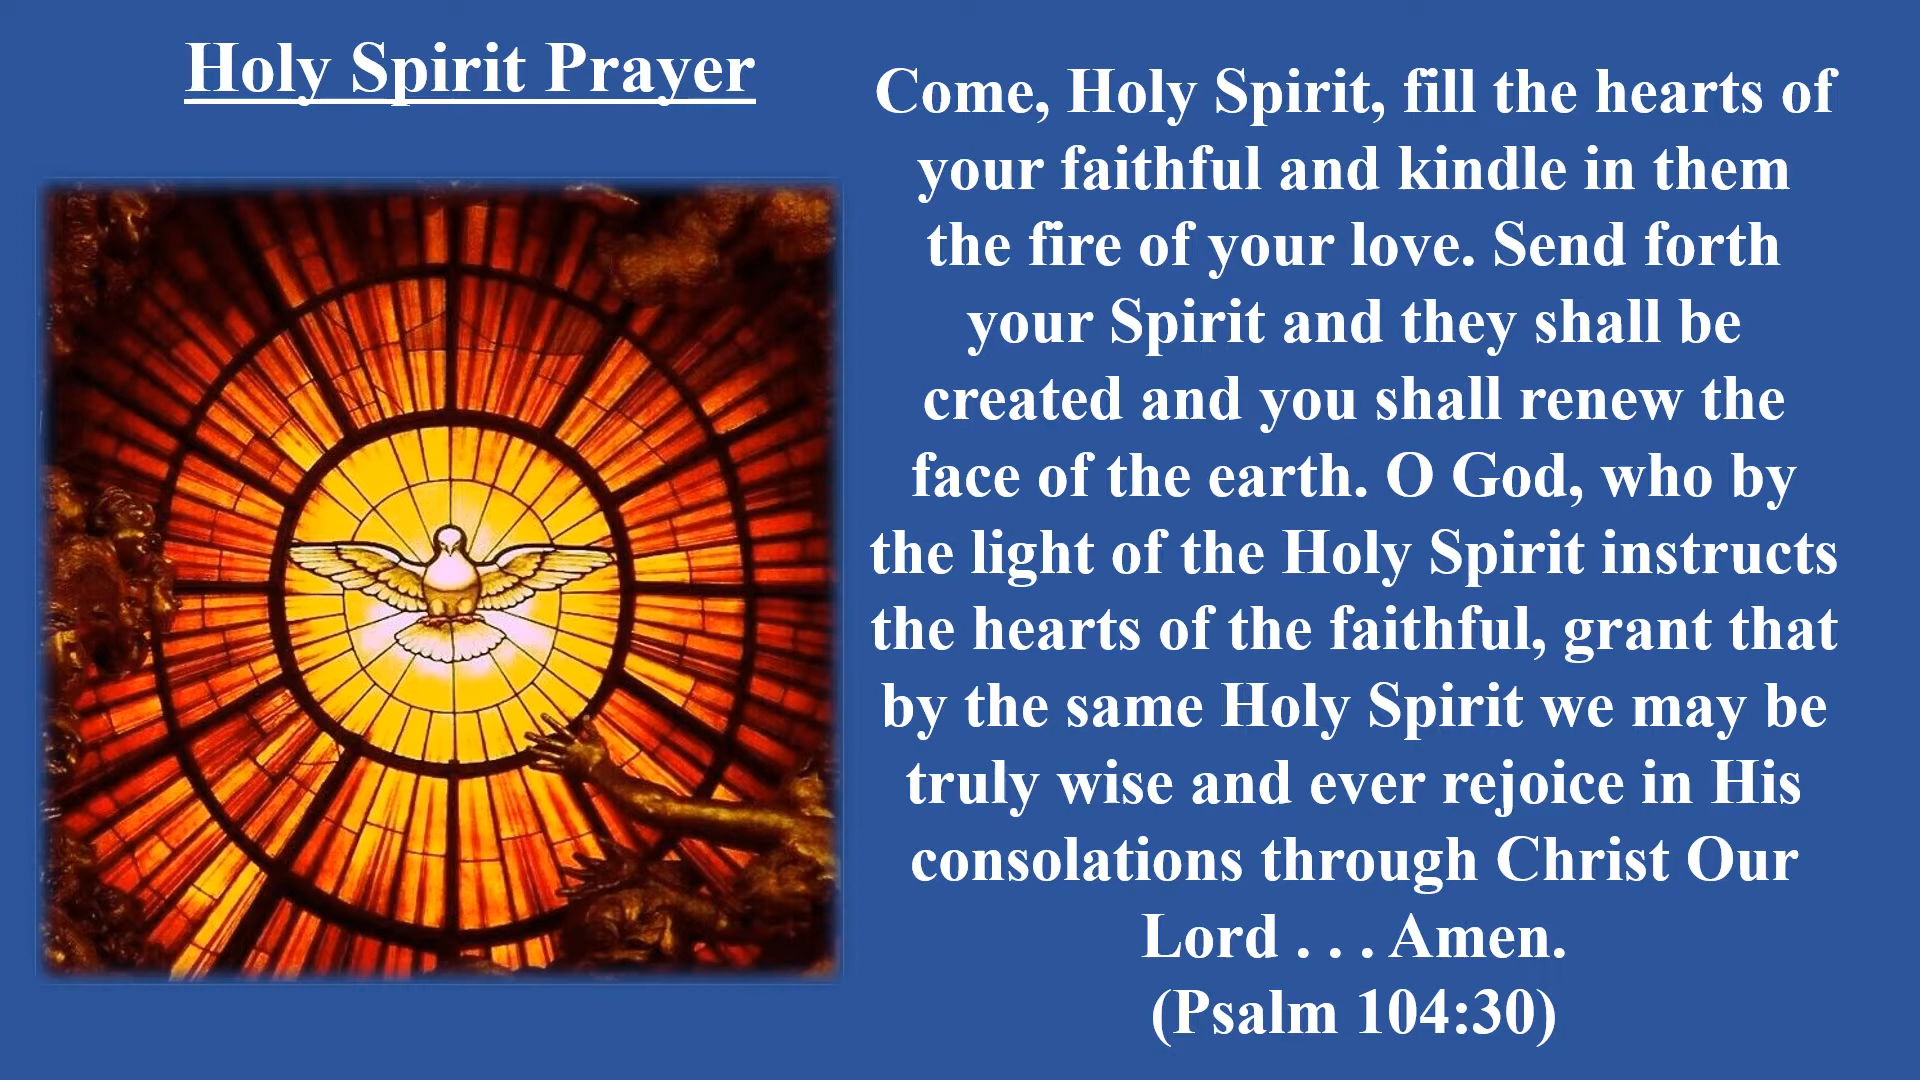 Holy Spirit Prayer
Come, Holy Spirit, fill the hearts of
your faithful and kindle in them
the fire of your love. Send forth
your Spirit and they shall be
created and you shall renew the
face of the earth. O God, who by
the light of the Holy Spirit instructs
the hearts of the faithful, grant that
by the same Holy Spirit we may be
truly wise and ever rejoice in His
consolations through Christ Our
Lord . . . Amen.
(Psalm 104:30)